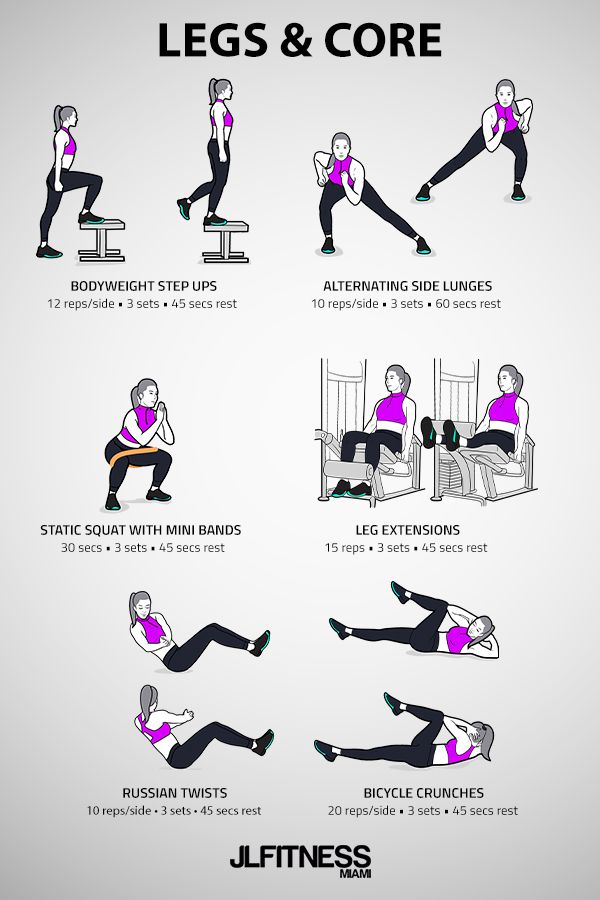 LEGS & CORE
BODYWEIGHT STEP UPS
12 reps/side ▪ 3 sets ▪ 45 secs rest
ALTERNATING SIDE LUNGES
10 reps/side ▪ 3 sets ▪ 60 secs rest
STATIC SQUAT WITH MINI BANDS
30 secs ▪ 3 sets ▪ 45 secs rest
LEG EXTENSIONS
15 reps ▪ 3 sets ▪ 45 secs rest
RUSSIAN TWISTS
10 reps/side • 3 sets • 45 secs rest
BICYCLE CRUNCHES
20 reps/side ▪ 3 sets ▪ 45 secs rest
JLFITNESS
MIAMI